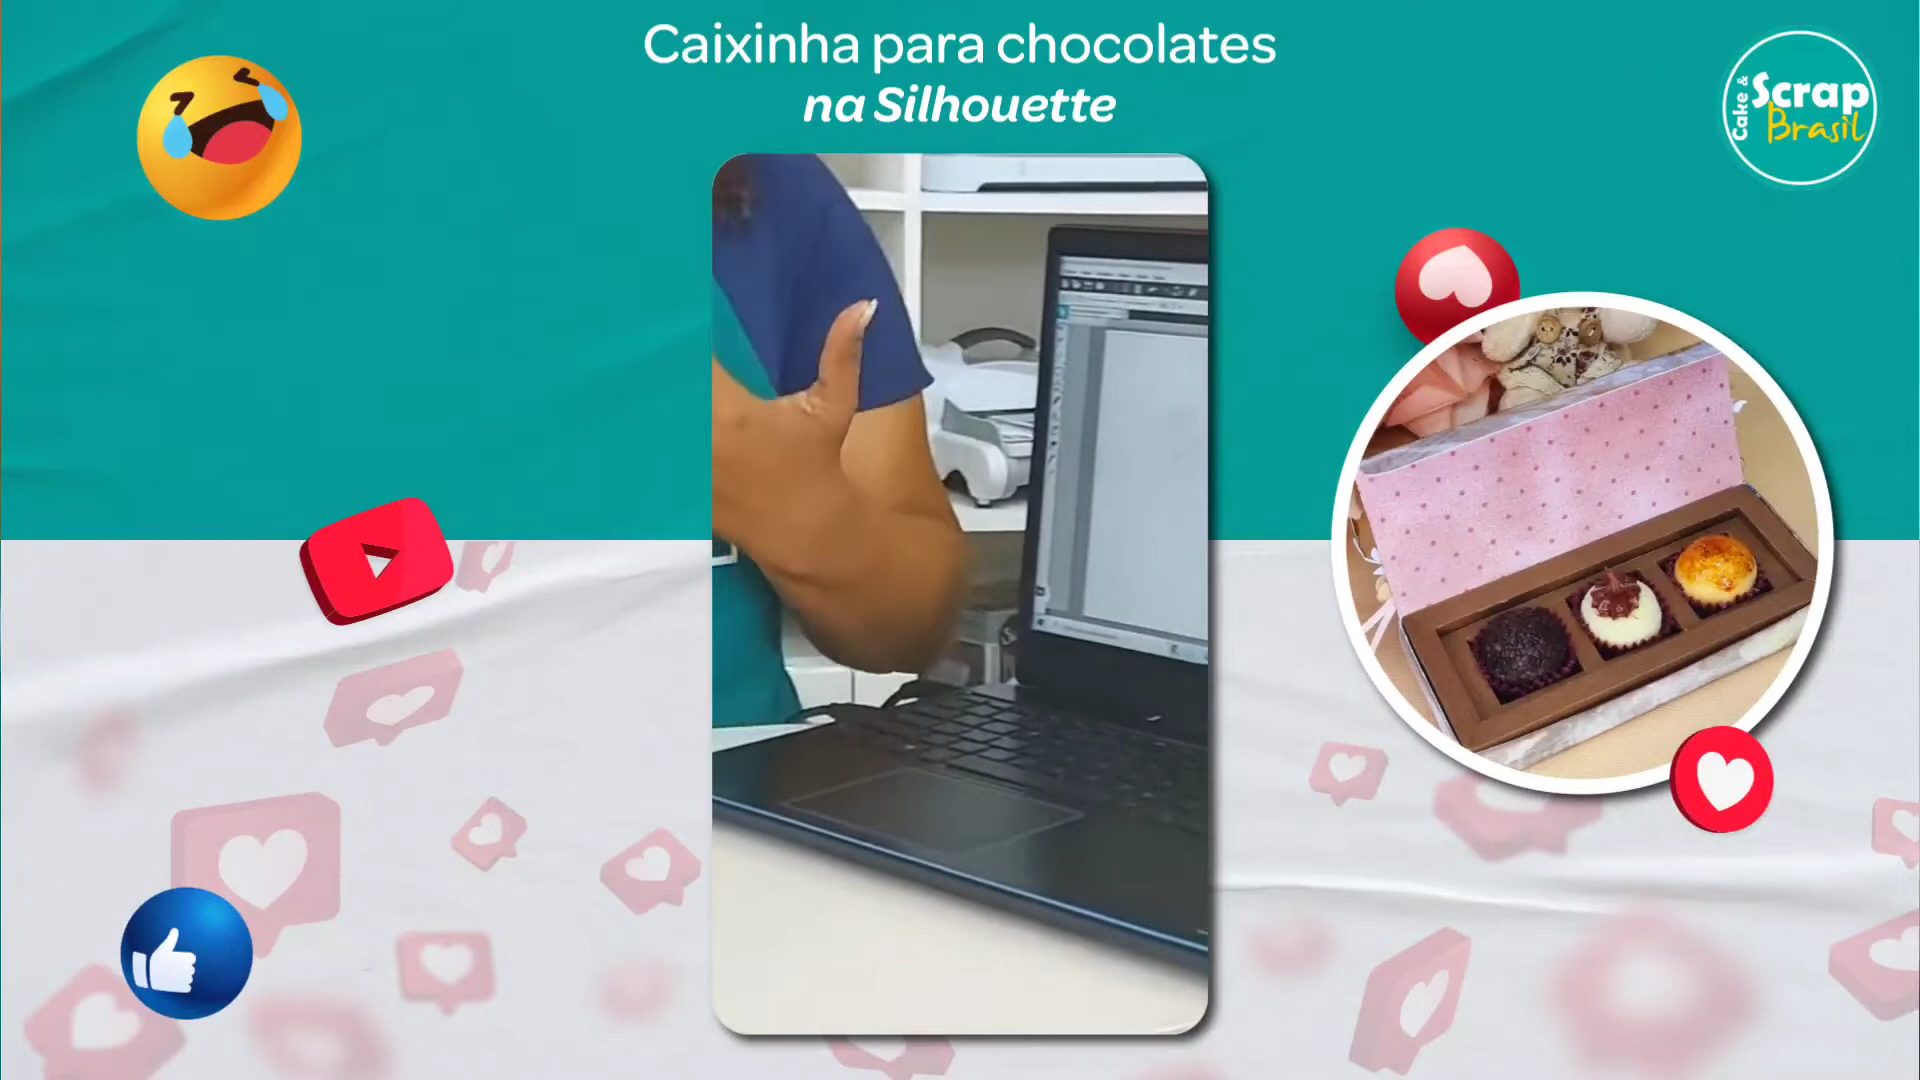 Caixinha para chocolates
na Silhouette
Cake &
Scrap
Brasil